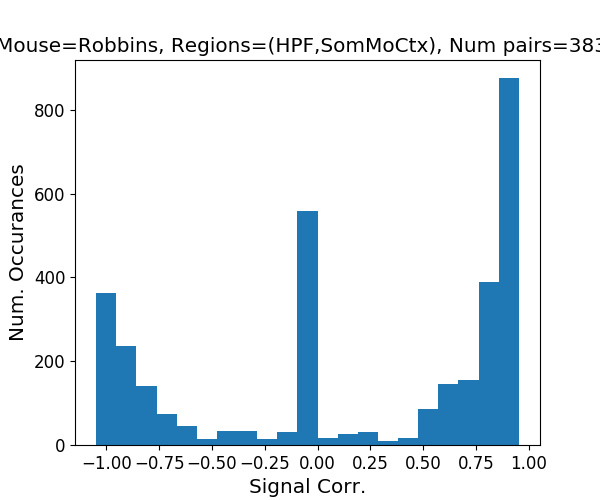 Mouse=Robbins, Regions=(HPF,SomMoCtx), Num pairs=383
800
600
400
200
0
Num. Occurances
−1.00 −0.75 −0.50 −0.25 0.00 0.25 0.50 0.75 1.00
Signal Corr.